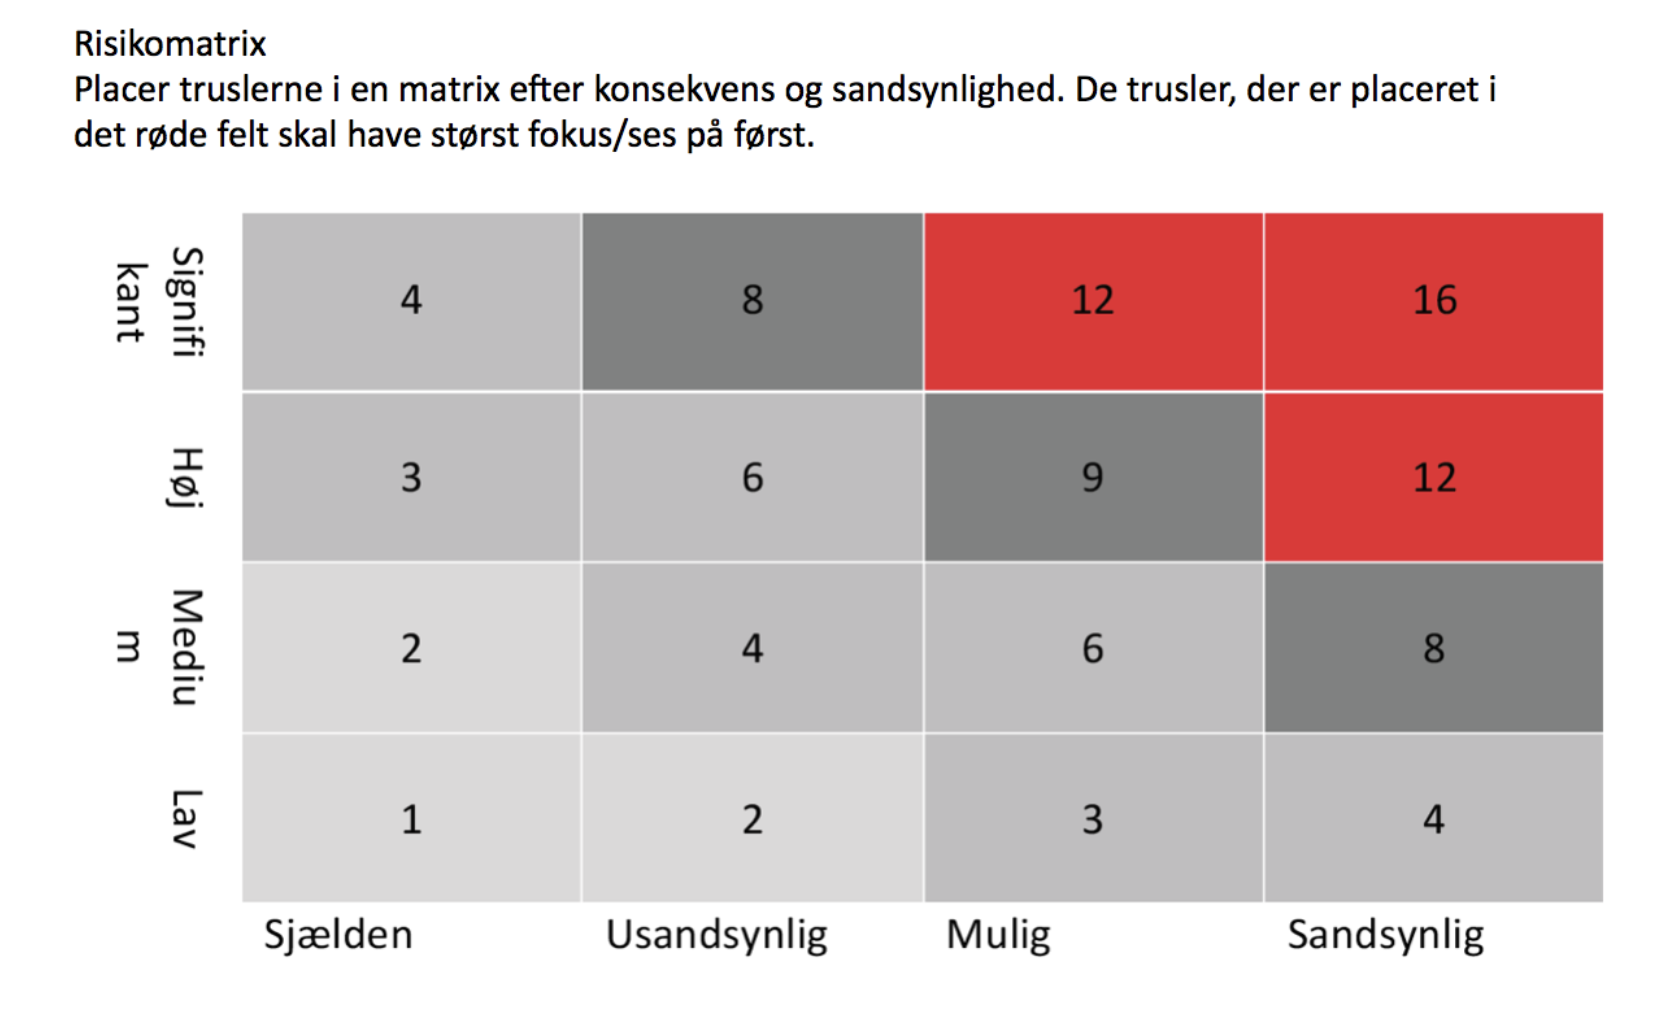 Risikomatrix
Placer truslerne i en matrix efter konsekvens og sandsynlighed. De trusler, der er placeret i
det røde felt skal have størst fokus/ses på først.
Signifi
kant
4
8
12
16
Høj
3
6
9
12
Mediu
m
2
4
6
8
Lav
1
2
3
4
Sjælden
Usandsynlig
Mulig
Sandsynlig